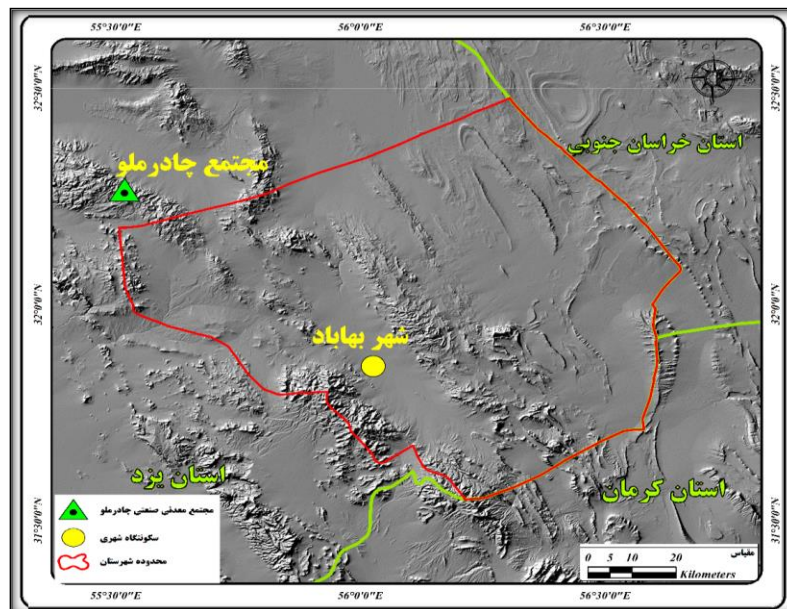 55°30'0"E
56°0'0"E
56°30'0"E
32°30'0"N
32°30'0"N
استان خراسان جنوبی
مجتمع چادرملو
32°0'0"N
32°0'0"N
شهر بهاباد
استان یزد
استان کرمان
31°30'0"N
31°30'0"N
مجتمع معدنی صنعتی چادرملو
سکونتگاه شهری
محدوده شهرستان
مقیاس
0 5 10 20
Kilometers
55°30'0"E
56°0'0"E
56°30'0"E